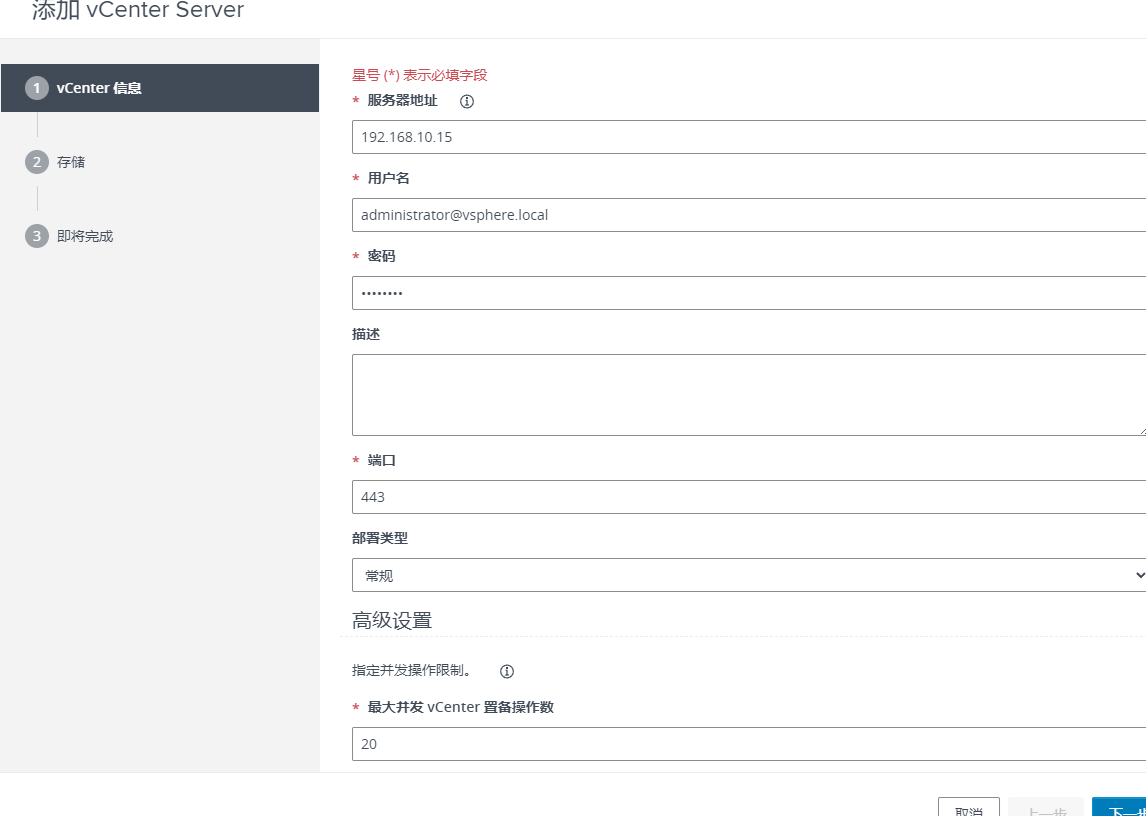 添加 vCenter Server
1 vCenter 信息
2 存储
3 即将完成
星号 (*) 表示必填字段
* 服务器地址
192.168.10.15
* 用户名
administrator@vsphere.local
* 密码
••••••••
描述
* 端口
443
部署类型
常规
高级设置
指定并发操作限制。
* 最大并发 vCenter 置备操作数
20
取消 上一步 下一步